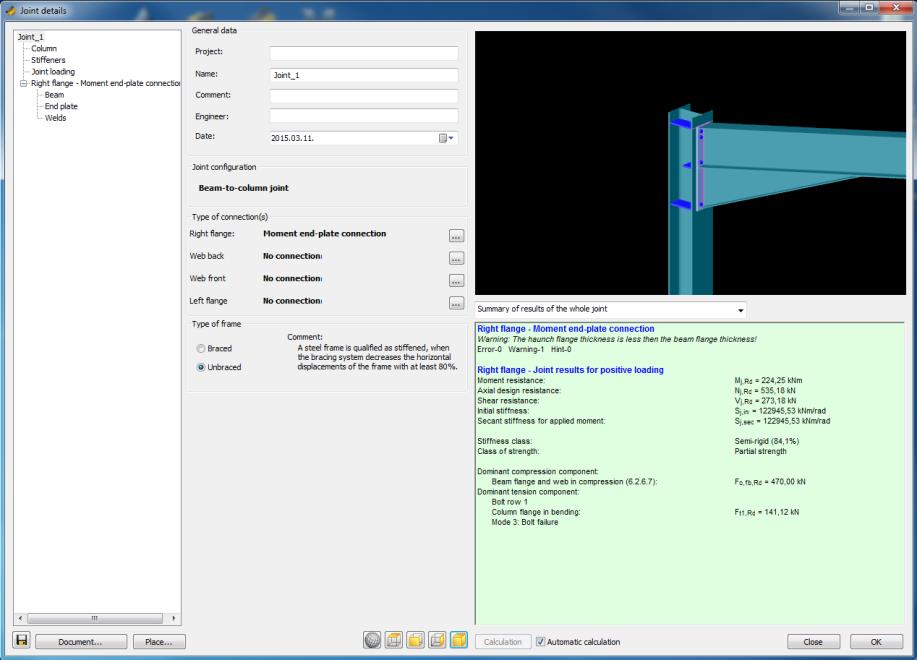 Joint details
Joint_1
Column
Stiffeners
Joint loading
Right flange - Moment end-plate connection
Beam
End plate
Welds
General data
Project:
Name: Joint_1
Comment:
Engineer:
Date: 2015.03.11.
Joint configuration
Beam-to-column joint
Type of connection(s)
Right flange: Moment end-plate connection ...
Web back No connection ...
Web front No connection ...
Left flange No connection ...
Type of frame
Braced
Unbraced
Comment:
A steel frame is qualified as stiffened, when
the bracing system decreases the horizontal
displacements of the frame with at least 80%.
Summary of results of the whole joint
Right flange - Moment end-plate connection
Warning: The haunch flange thickness is less then the beam flange thickness!
Error-0 Warning-1 Hint-0
Right flange - Joint results for positive loading
Moment resistance: Mj,Rd = 224,25 kNm
Axial design resistance: Nj,Rd = 535,18 kN
Shear resistance: Vj,Rd = 273,18 kN
Initial stiffness: Sj,in = 122945,53 kNm/rad
Secant stiffness for applied moment: Sj,sec = 122945,53 kNm/rad
Stiffness class: Semi-rigid (84,1%)
Class of strength: Partial strength
Dominant compression component:
Beam flange and web in compression (6.2.6.7): Fc,fb,Rd = 470,00 kN
Dominant tension component:
Bolt row 1
Column flange in bending: Ft1,Rd = 141,12 kN
Mode 3: Bolt failure
Document...
Place...
Calculation
Automatic calculation
Close
OK